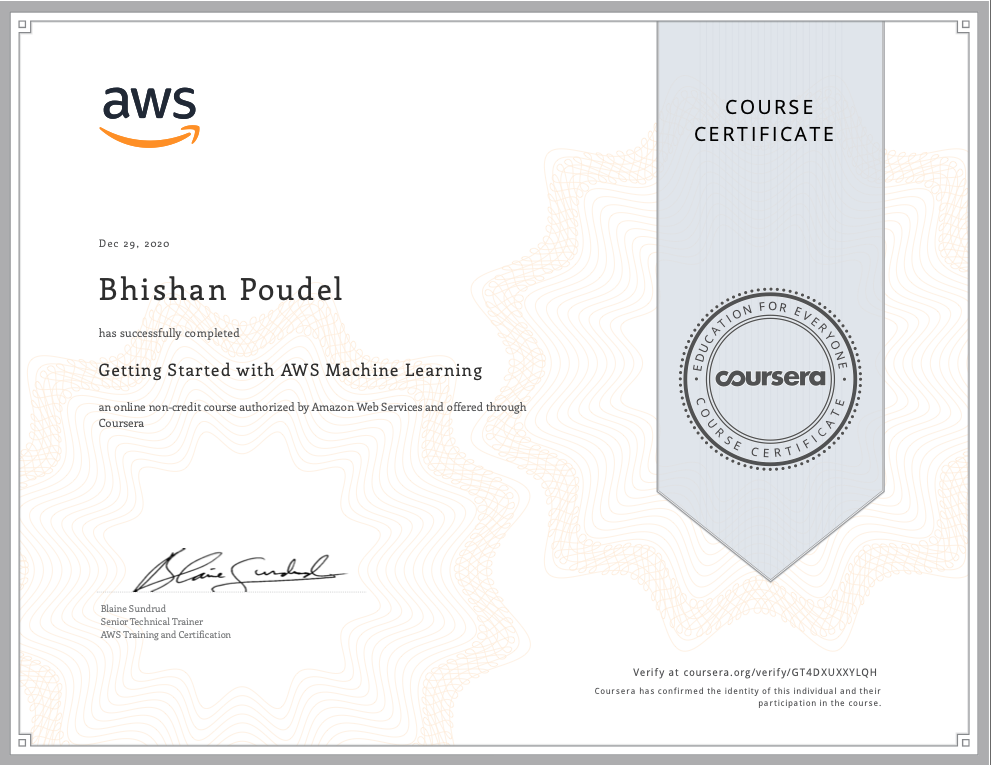 aws
COURSE
CERTIFICATE
Dec 29, 2020
Bhishan Poudel
has successfully completed
Getting Started with AWS Machine Learning
an online non-credit course authorized by Amazon Web Services and offered through
Coursera
EDUCATION FOR EVERYONE
coursera
COURSE CERTIFICATE
Blaine Sundrud
Blaine Sundrud
Senior Technical Trainer
AWS Training and Certification
Verify at coursera.org/verify/GT4DXUXXYLQH
Coursera has confirmed the identity of this individual and their
participation in the course.